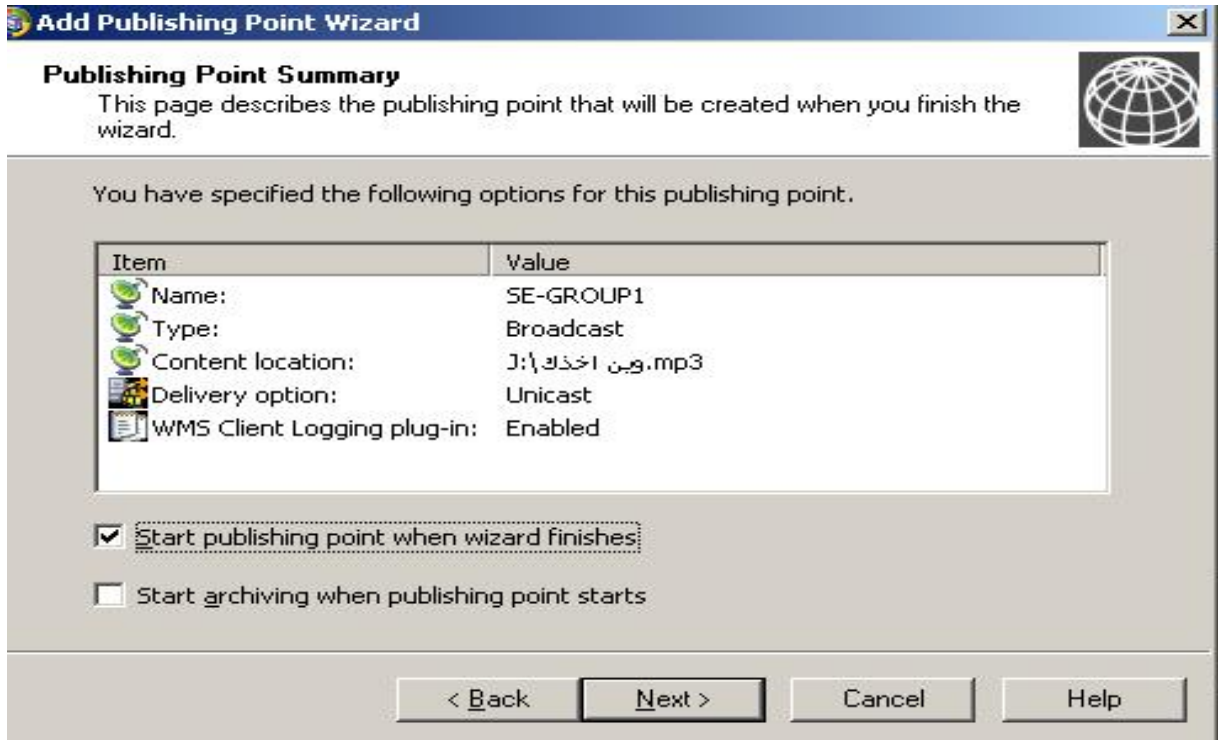 Add Publishing Point Wizard
Publishing Point Summary
This page describes the publishing point that will be created when you finish the
wizard.
You have specified the following options for this publishing point.
Item Value
Name: SE-GROUP1
Type: Broadcast
Content location: J:\وين اخذك.mp3
Delivery option: Unicast
WMS Client Logging plug-in: Enabled
Start publishing point when wizard finishes
Start archiving when publishing point starts
< Back Next > Cancel Help